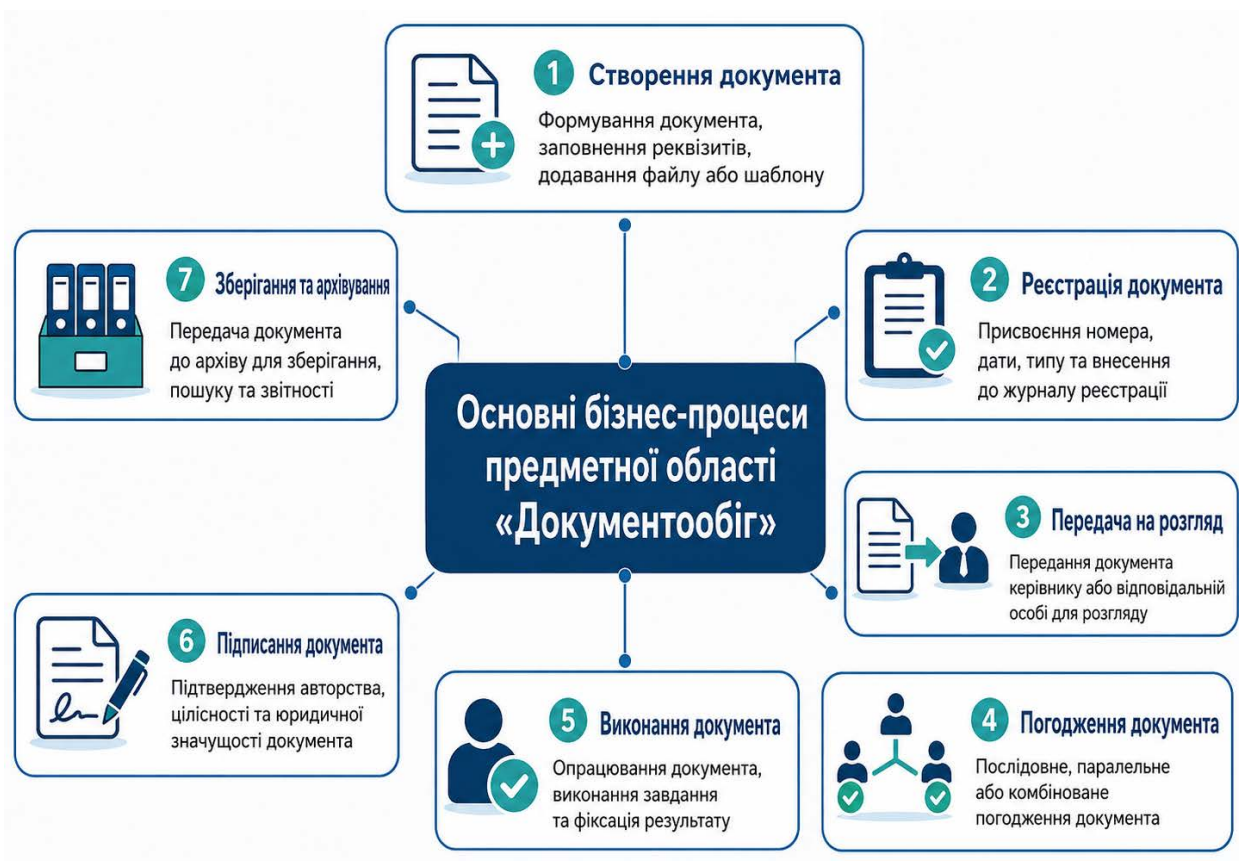 1 Створення документа
Формування документа,
заповнення реквізитів,
додавання файлу або шаблону
7 Зберігання та архівування
Передача документа
до архіву для зберігання,
пошуку та звітності
2 Реєстрація документа
Присвоєння номера,
дати, типу та внесення
до журналу реєстрації
Основні бізнес-процеси
предметної області
«Документообіг»
3 Передача на розгляд
Передання документа
керівнику або відповідальній
особі для розгляду
6 Підписання документа
Підтвердження авторства,
цілісності та юридичної
значущості документа
5 Виконання документа
Опрацювання документа,
виконання завдання
та фіксація результату
4 Погодження документа
Послідовне, паралельне
або комбіноване
погодження документа